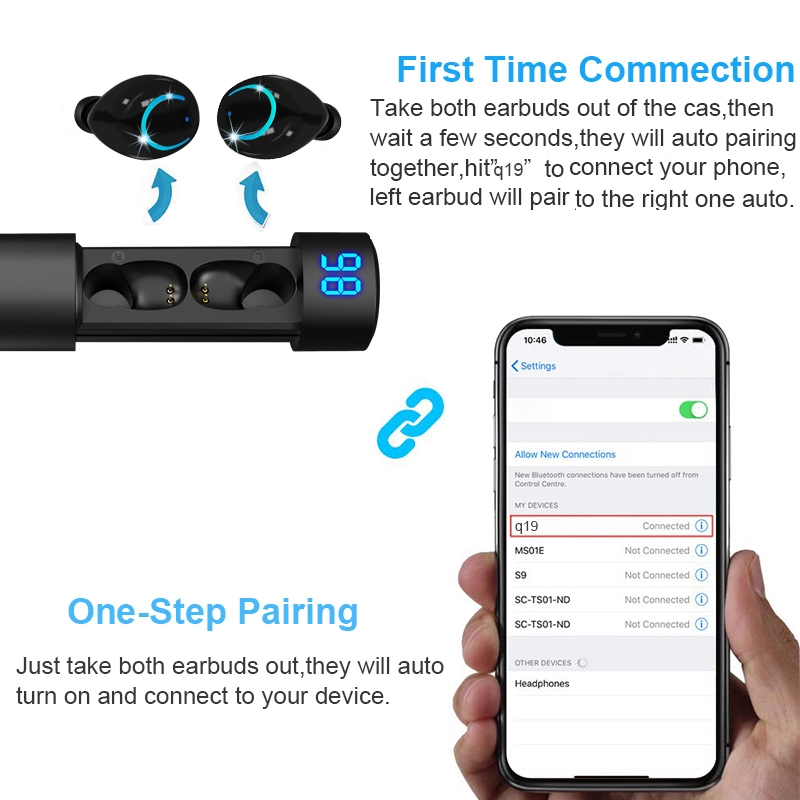 First Time Commection
Take both earbuds out of the cas,then
wait a few seconds,they will auto pairing
together,hit”q19” to connect your phone,
left earbud will pair to the right one auto.
86
10:46
Settings
Allow New Connections
New Bluetooth connections have been turned off from
Control Centre.
MY DEVICES
q19 Connected
MS01E Not Connected
S9 Not Connected
SC-TS01-ND Not Connected
SC-TS01-ND Not Connected
OTHER DEVICES
Headphones
One-Step Pairing
Just take both earbuds out,they will auto
turn on and connect to your device.